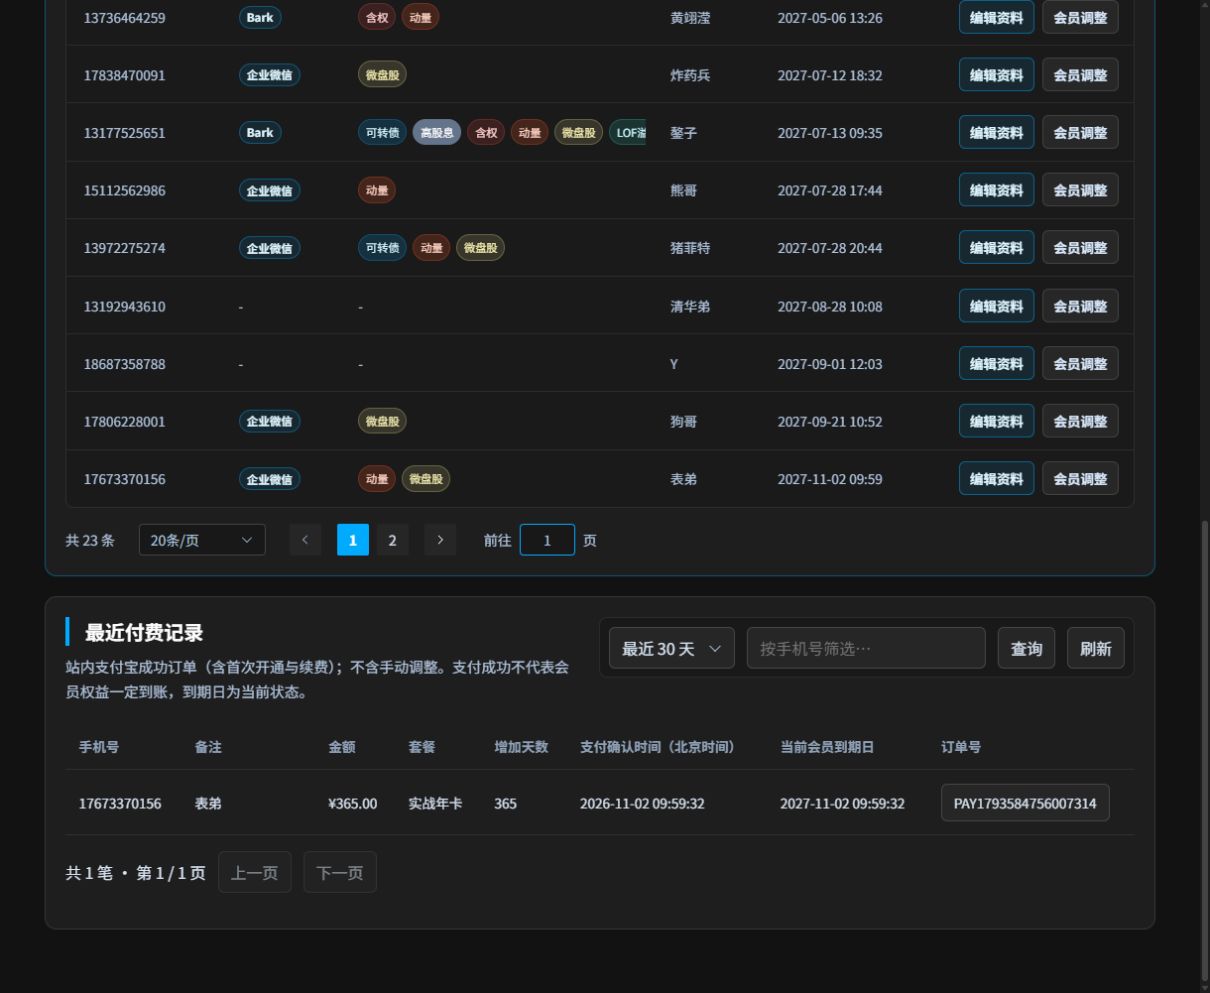 13736464259 Bark 含权 动量 黄翊滢 2027-05-06 13:26 编辑资料 会员调整
17838470091 企业微信 微盘股 炸药兵 2027-07-12 18:32 编辑资料 会员调整
13177525651 Bark 可转债 高股息 含权 动量 微盘股 LOF 鏊子 2027-07-13 09:35 编辑资料 会员调整
15112562986 企业微信 动量 熊哥 2027-07-28 17:44 编辑资料 会员调整
13972275274 企业微信 可转债 动量 微盘股 猪菲特 2027-07-28 20:44 编辑资料 会员调整
13192943610 - - 清华弟 2027-08-28 10:08 编辑资料 会员调整
18687358788 - - Y 2027-09-01 12:03 编辑资料 会员调整
17806228001 企业微信 微盘股 狗哥 2027-09-21 10:52 编辑资料 会员调整
17673370156 企业微信 动量 微盘股 表弟 2027-11-02 09:59 编辑资料 会员调整
共 23 条 20条/页 1 2 前往 1 页
最近付费记录
最近 30 天 按手机号筛选… 查询 刷新
站内支付宝成功订单（含首次开通与续费）；不含手动调整。支付成功不代表会
员权益一定到账，到期日为当前状态。
手机号 备注 金额 套餐 增加天数 支付确认时间（北京时间） 当前会员到期日 订单号
17673370156 表弟 ¥365.00 实战年卡 365 2026-11-02 09:59:32 2027-11-02 09:59:32 PAY1793584756007314
共 1 笔 · 第 1 / 1 页 上一页 下一页